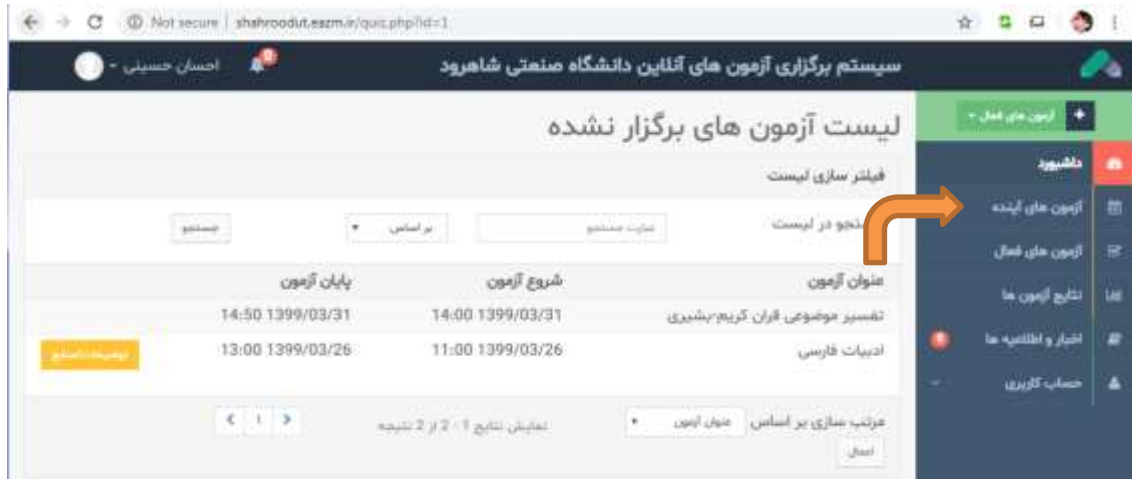 Not secure | shahroodut.eazm.ir/quiz.php?id=1
سیستم برگزاری آزمون های آنلاین دانشگاه صنعتی شاهرود
احسان حسینی
آزمون های فعال
داشبورد
آزمون های آینده
آزمون های فعال
نتایج آزمون ها
اخبار و اطلاعیه ها
حساب کاربری
لیست آزمون های برگزار نشده
فیلتر سازی لیست
در لیست عبارت جستجو بر اساس جستجو
عنوان آزمون شروع آزمون پایان آزمون
تفسیر موضوعی قران کریم-بشیری 1399/03/31 14:00 1399/03/31 14:50
ادبیات فارسی 1399/03/26 11:00 1399/03/26 13:00
مرتب سازی بر اساس عنوان آزمون نمایش نتایج 1 - 2 از 2 نتیجه 1
اعمال